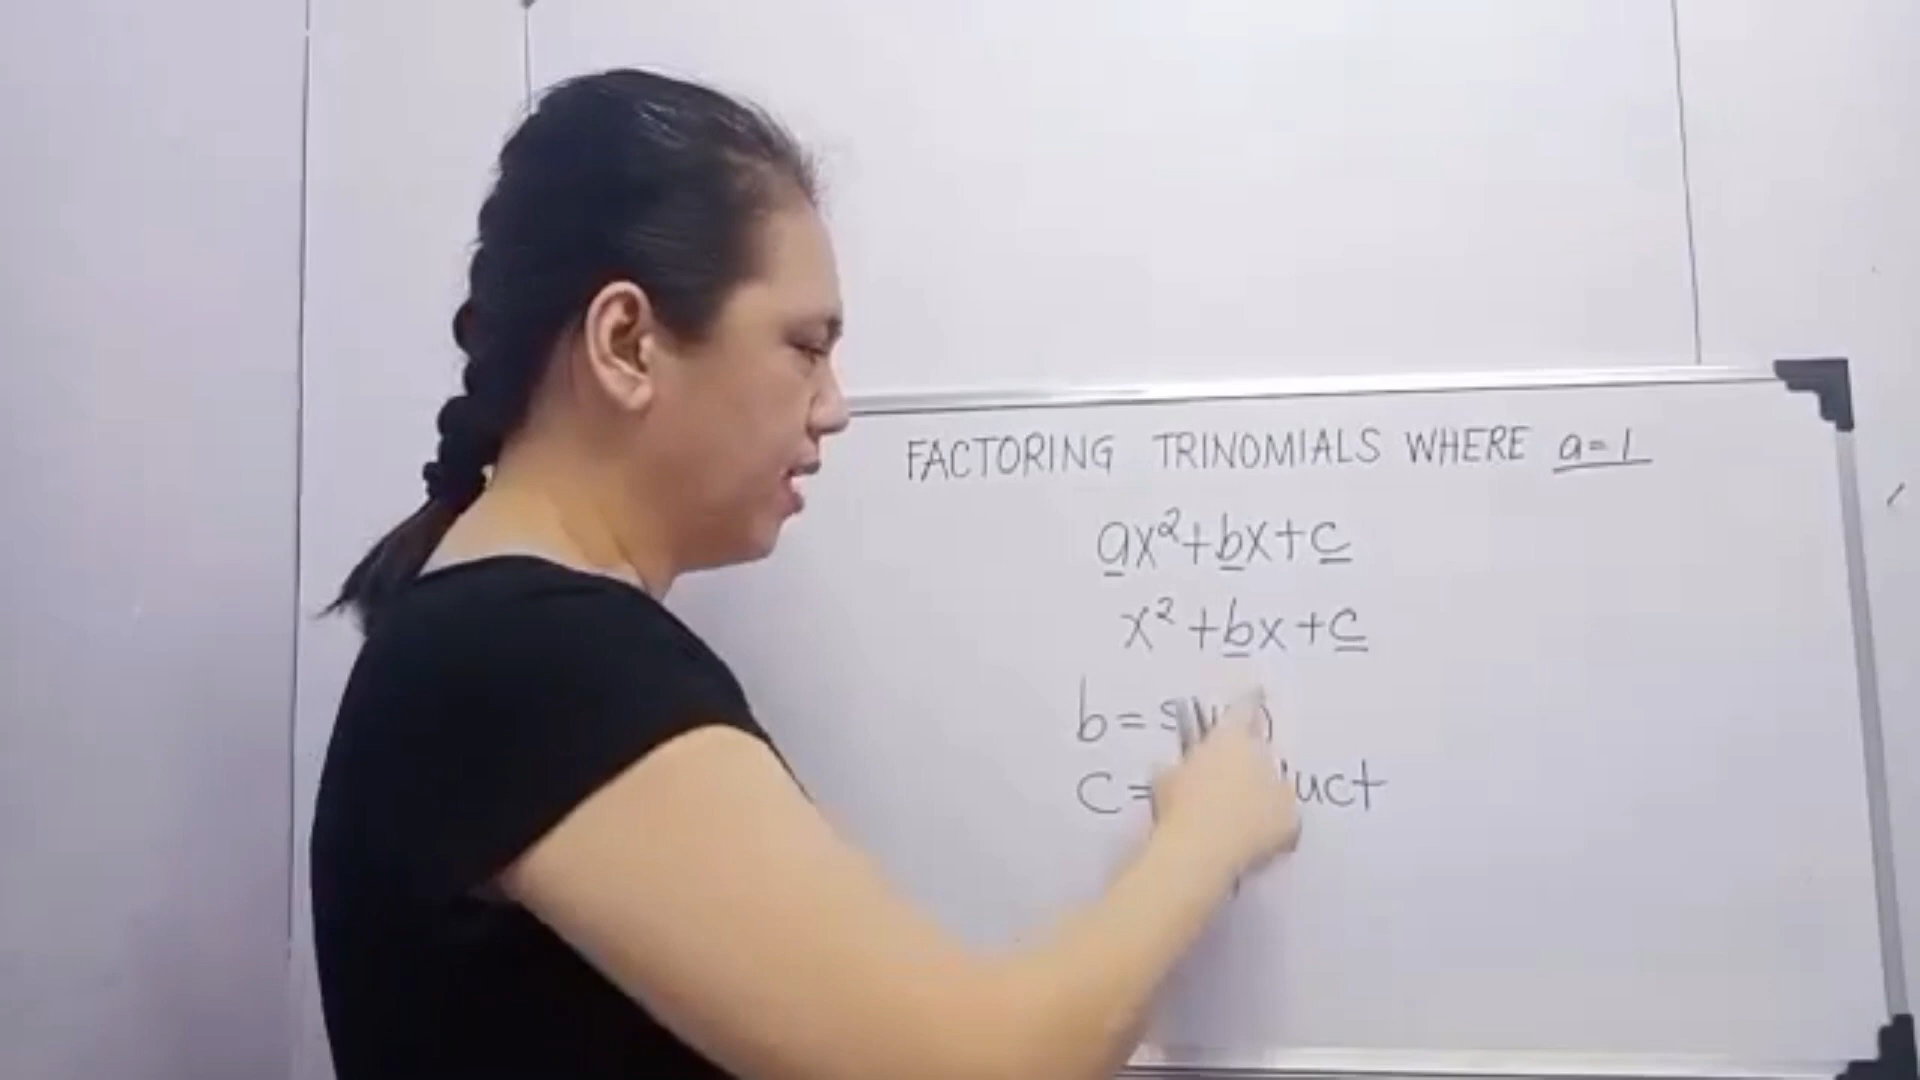 FACTORING TRINOMIALS WHERE a=1
ax²+bx+c
x²+bx+c
b=
c=